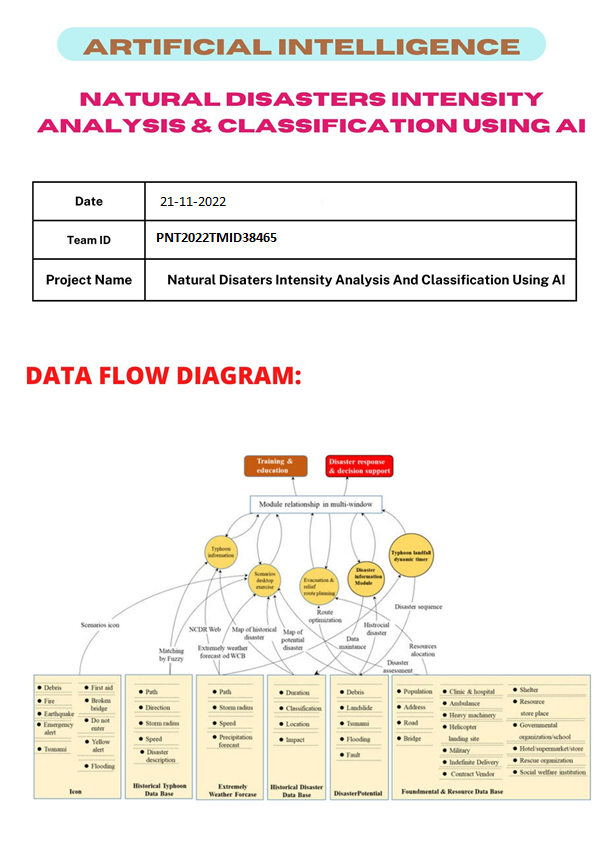 ARTIFICIAL INTELLIGENCE
NATURAL DISASTERS INTENSITY
ANALYSIS & CLASSIFICATION USING AI
Date
21-11-2022
Team ID
PNT2022TMID38465
Project Name
Natural Disaters Intensity Analysis And Classification Using AI
DATA FLOW DIAGRAM:
Training &
education
Disaster response
& decision support
Module relationship in multi-window
Typhoon
information
Scenarios
desktop
exercise
Evacuation &
relief
route planning
Disaster
information
Module
Typhoon landfall
dynamic timer
Scenarios icon
Matching
by Fuzzy
NCDR Web
Extremely weather
forecast od WCB
Map of historical
disaster
Map of
potential
disaster
Route
optimization
Data
maintance
Histrocial
disaster
Disaster sequence
Resources
alocation
Disaster
assessment
Debris
Fire
Earthquake
Emergency
alert
Tsunami
First aid
Broken
bridge
Do not
enter
Yellow
alert
Flooding
Icon
Path
Direction
Storm radius
Speed
Disaster
description
Historical Typhoon
Data Base
Path
Storm radius
Speed
Precipitation
forecast
Extremely
Weather Forcase
Duration
Classification
Location
Impact
Historical Disaster
Data Base
Debris
Landslide
Tsunami
Flooding
Fault
DisasterPotential
Population
Address
Road
Bridge
Clinic & hospital
Ambulance
Heavy machinery
Helicopter
landing site
Military
Indefinite Delivery
Contract Vendor
Shelter
Resource
store place
Governmental
organization/school
Hotel/supermarket/store
Rescue organization
Social welfare institution
Foundmental & Resource Data Base